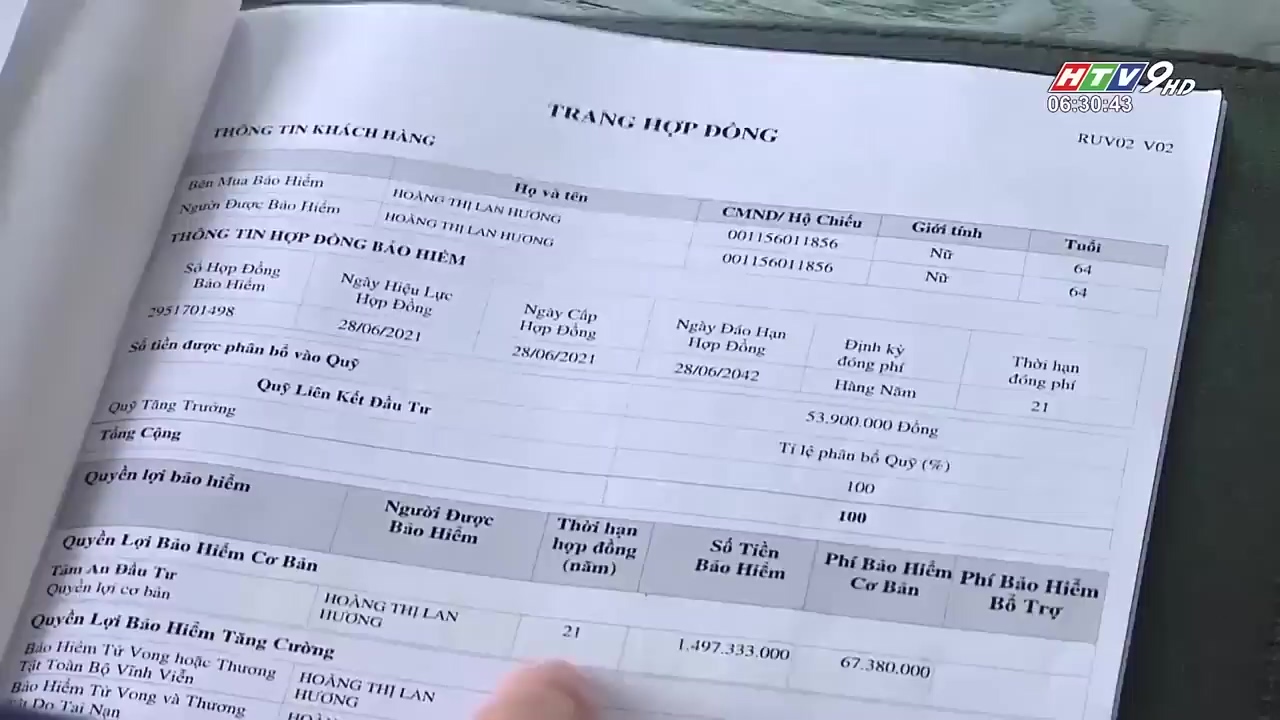 HTV9 HD
06:30:43
TRANG HỢP ĐỒNG
RUV02 V02
THÔNG TIN KHÁCH HÀNG
Họ và tên CMND/ Hộ Chiếu Giới tính Tuổi
Bên Mua Bảo Hiểm HOÀNG THỊ LAN HƯƠNG 001156011856 Nữ 64
Người Được Bảo Hiểm HOÀNG THỊ LAN HƯƠNG 001156011856 Nữ 64
THÔNG TIN HỢP ĐỒNG BẢO HIỂM
Số Hợp Đồng Ngày Hiệu Lực Ngày Cấp Ngày Đáo Hạn Định kỳ Thời hạn
Bảo Hiểm Hợp Đồng Hợp Đồng Hợp Đồng đóng phí đóng phí
2951701498 28/06/2021 28/06/2021 28/06/2042 Hàng Năm 21
Số tiền được phân bổ vào Quỹ 53.900.000 Đồng
Quỹ Liên Kết Đầu Tư Tỉ lệ phân bổ Quỹ (%)
Quỹ Tăng Trưởng 100
Tổng Cộng 100
Quyền lợi bảo hiểm Người Được Thời hạn Số Tiền Phí Bảo Hiểm Phí Bảo Hiểm
Bảo Hiểm hợp đồng Bảo Hiểm Cơ Bản Bổ Trợ
(năm)
Quyền Lợi Bảo Hiểm Cơ Bản
Tâm An Đầu Tư HOÀNG THỊ LAN 21 1.497.333.000 67.380.000
Quyền lợi cơ bản HƯƠNG
Quyền Lợi Bảo Hiểm Tăng Cường
Bảo Hiểm Tử Vong hoặc Thương HOÀNG THỊ LAN
Tật Toàn Bộ Vĩnh Viễn HƯƠNG
Bảo Hiểm Tử Vong và Thương
Do Tai Nạn